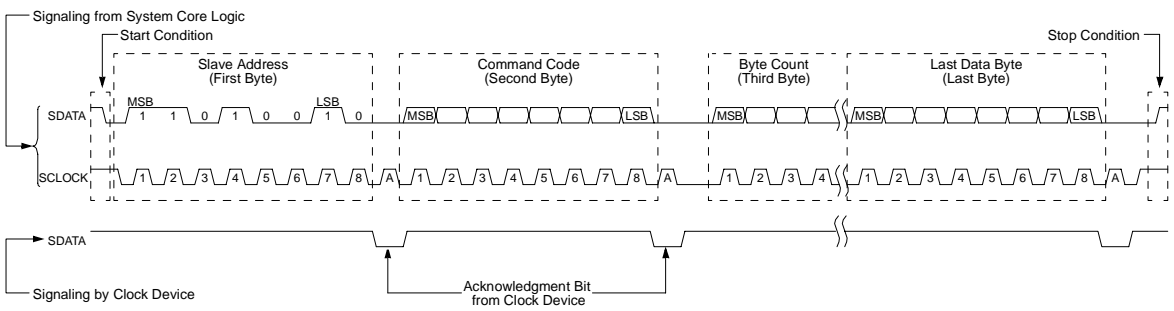 Signaling from System Core Logic
Start Condition
Stop Condition
Slave Address
(First Byte)
Command Code
(Second Byte)
Byte Count
(Third Byte)
Last Data Byte
(Last Byte)
MSB
LSB
SDATA
1 1 0 1 0 0 1 0
MSB LSB MSB MSB LSB
SCLOCK
1 2 3 4 5 6 7 8 A 1 2 3 4 5 6 7 8 A 1 2 3 4 1 2 3 4 5 6 7 8 A
SDATA
Signaling by Clock Device
Acknowledgment Bit
from Clock Device